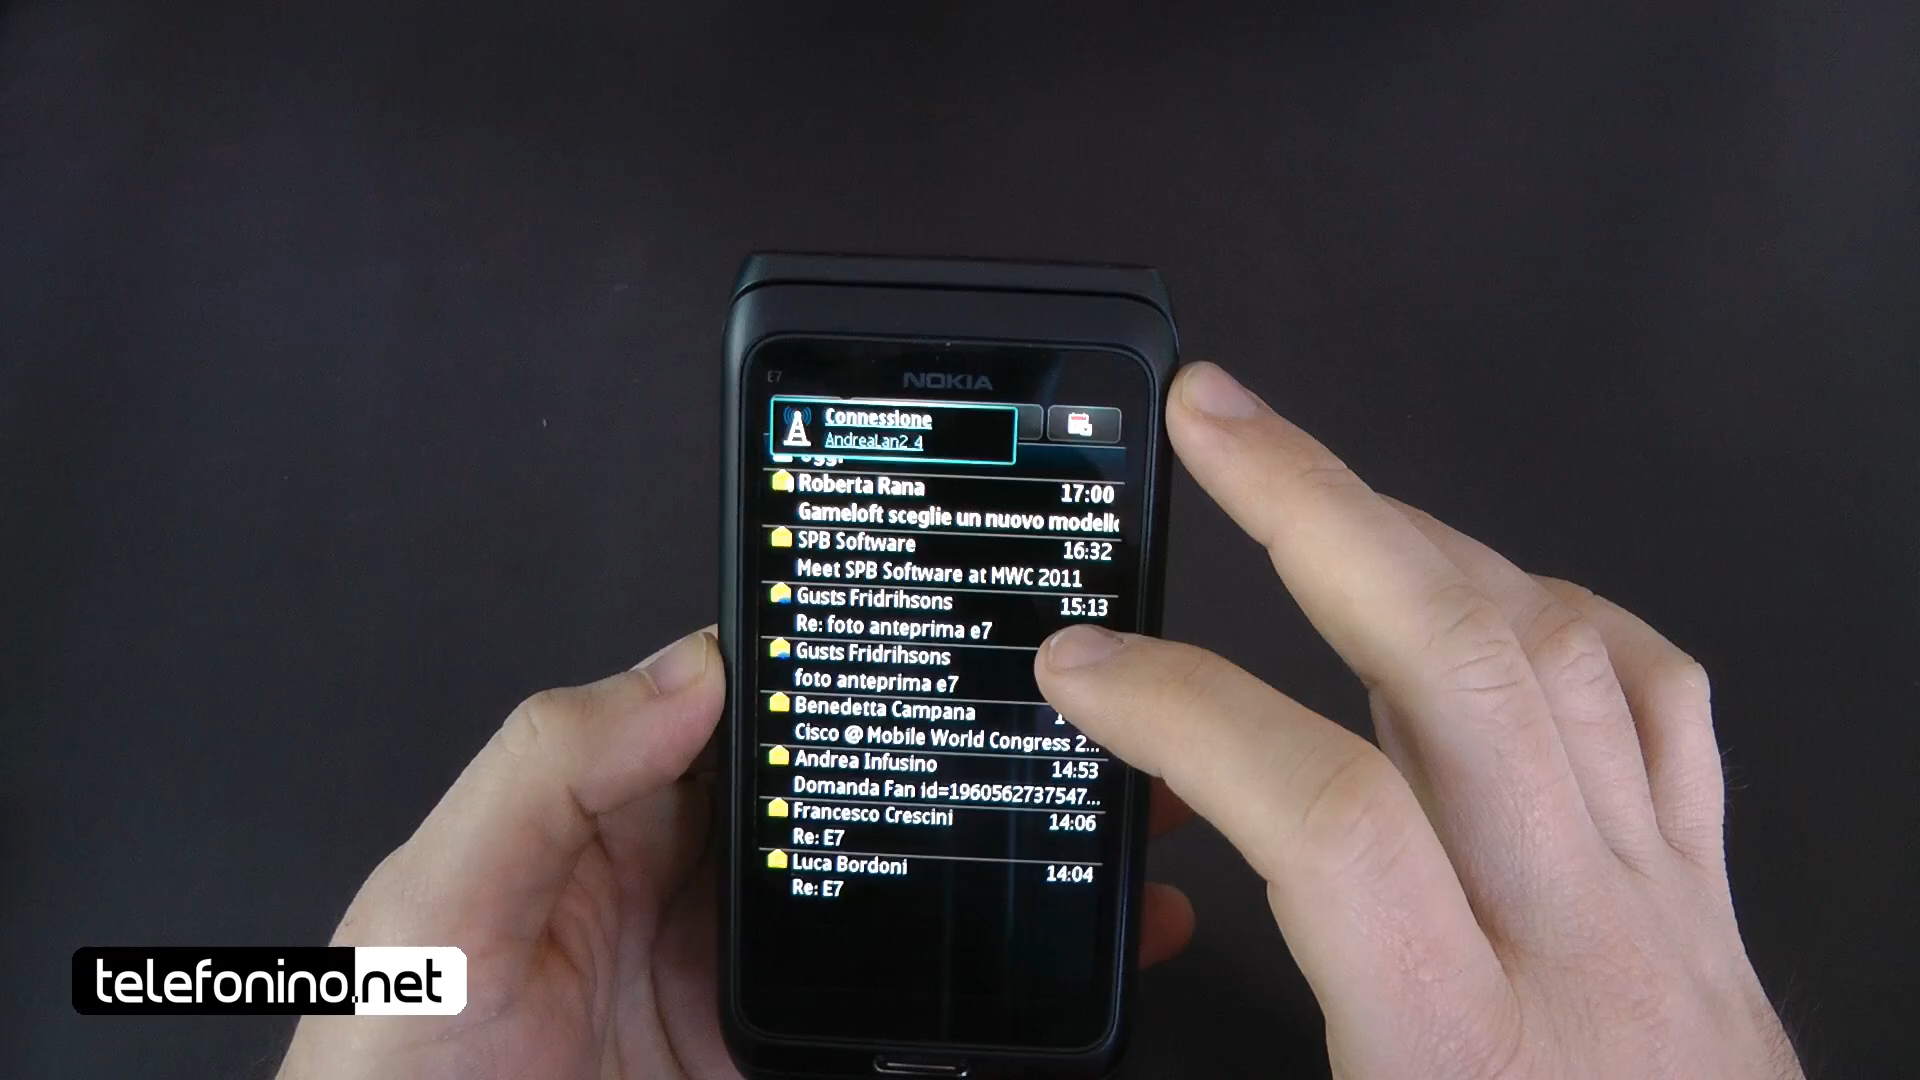 E7
NOKIA
Connessione
AndreaLan2_4
Oggi
Roberta Rana 17:00
Gameloft sceglie un nuovo modello
SPB Software 16:32
Meet SPB Software at MWC 2011
Gusts Fridrihsons 15:13
Re: foto anteprima e7
Gusts Fridrihsons
foto anteprima e7
Benedetta Campana
Cisco @ Mobile World Congress 2...
Andrea Infusino 14:53
Domanda Fan id=1960562737547...
Francesco Crescini 14:06
Re: E7
Luca Bordoni 14:04
Re: E7
telefonino.net